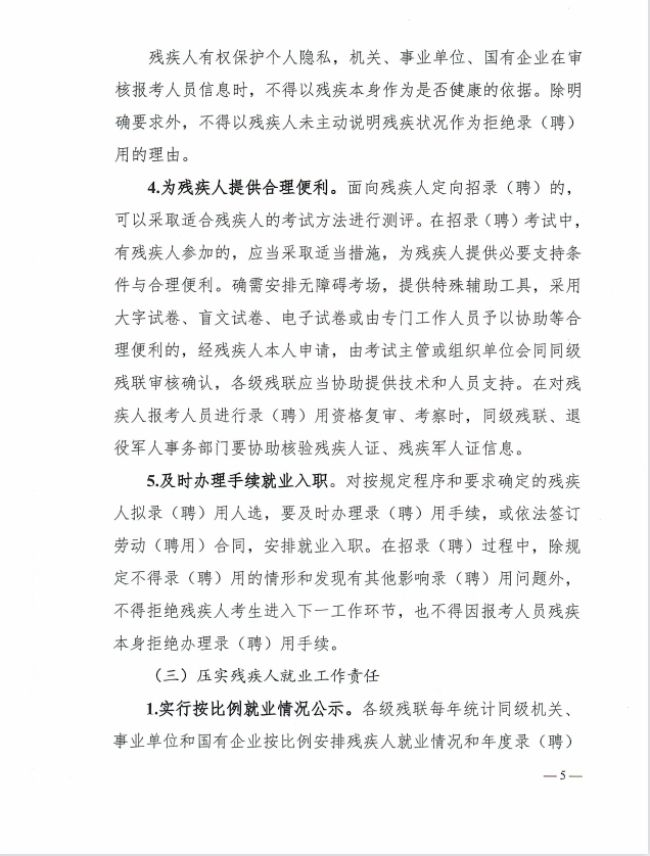 残疾人有权保护个人隐私，机关、事业单位、国有企业在审
核报考人员信息时，不得以残疾本身作为是否健康的依据。除明
确要求外，不得以残疾人未主动说明残疾状况作为拒绝录（聘）
用的理由。
4.为残疾人提供合理便利。面向残疾人定向招录（聘）的，
可以采取适合残疾人的考试方法进行测评。在招录（聘）考试中，
有残疾人参加的，应当采取适当措施，为残疾人提供必要支持条
件与合理便利。确需安排无障碍考场，提供特殊辅助工具，采用
大字试卷、盲文试卷、电子试卷或由专门工作人员予以协助等合
理便利的，经残疾人本人申请，由考试主管或组织单位会同同级
残联审核确认，各级残联应当协助提供技术和人员支持。在对残
疾人报考人员进行录（聘）用资格复审、考察时，同级残联、退
役军人事务部门要协助核验残疾人证、残疾军人证信息。
5.及时办理手续就业入职。对按规定程序和要求确定的残疾
人拟录（聘）用人选，要及时办理录（聘）用手续，或依法签订
劳动（聘用）合同，安排就业入职。在招录（聘）过程中，除规
定不得录（聘）用的情形和发现有其他影响录（聘）用问题外，
不得拒绝残疾人考生进入下一工作环节，也不得因报考人员残疾
本身拒绝办理录（聘）用手续。
（三）压实残疾人就业工作责任
1.实行按比例就业情况公示。各级残联每年统计同级机关、
事业单位和国有企业按比例安排残疾人就业情况和年度录（聘）
— 5 —